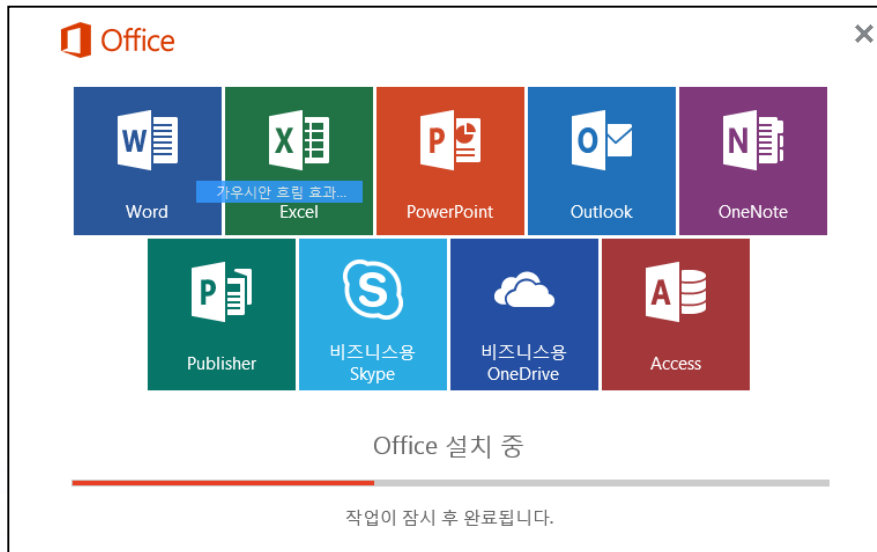 Office
W
X
P
O
N
가우시안 흐림 효과...
Word
Excel
PowerPoint
Outlook
OneNote
P
S
A
Publisher
비즈니스용
Skype
비즈니스용
OneDrive
Access
Office 설치 중
작업이 잠시 후 완료됩니다.